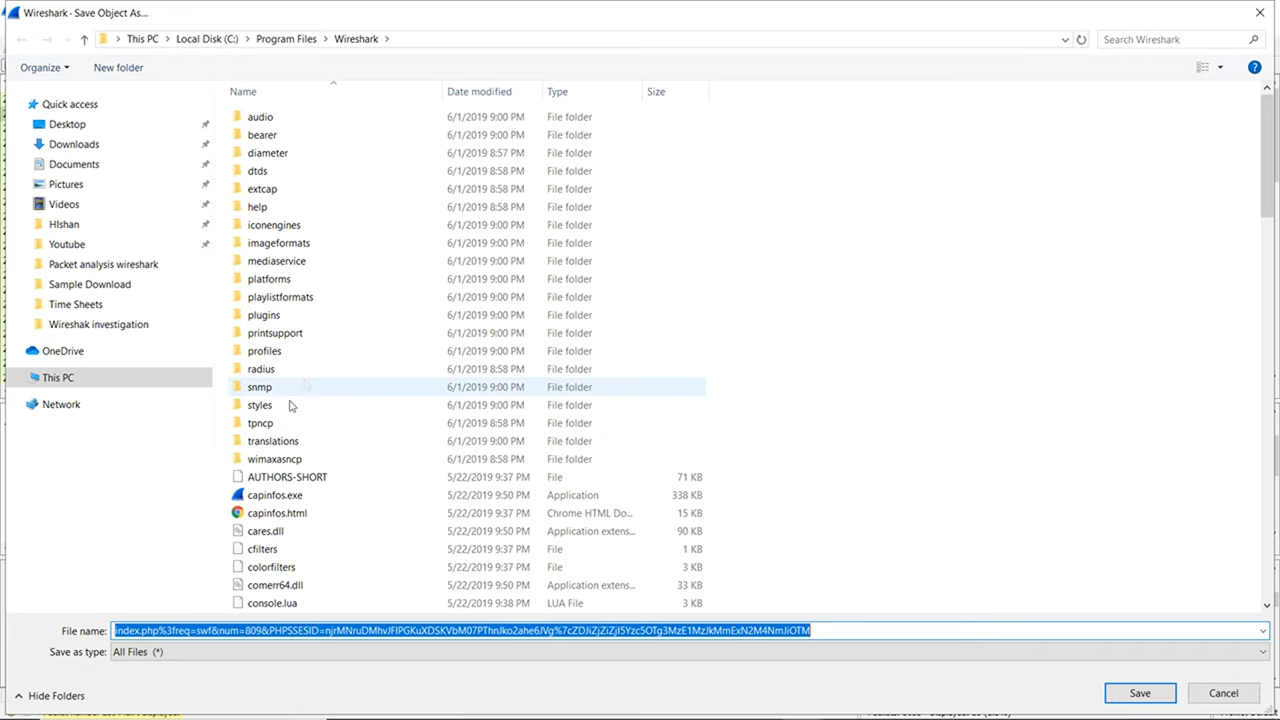 Wireshark · Save Object As...
This PC > Local Disk (C:) > Program Files > Wireshark >
Search Wireshark
Organize
New folder
Name Date modified Type Size
Quick access
Desktop
Downloads
Documents
Pictures
Videos
HIshan
Youtube
Packet analysis wireshark
Sample Download
Time Sheets
Wireshak investigation
OneDrive
This PC
Network
audio 6/1/2019 9:00 PM File folder
bearer 6/1/2019 9:00 PM File folder
diameter 6/1/2019 8:57 PM File folder
dtds 6/1/2019 8:58 PM File folder
extcap 6/1/2019 8:58 PM File folder
help 6/1/2019 8:58 PM File folder
iconengines 6/1/2019 9:00 PM File folder
imageformats 6/1/2019 9:00 PM File folder
mediaservice 6/1/2019 9:00 PM File folder
platforms 6/1/2019 9:00 PM File folder
playlistformats 6/1/2019 9:00 PM File folder
plugins 6/1/2019 9:00 PM File folder
printsupport 6/1/2019 9:00 PM File folder
profiles 6/1/2019 9:00 PM File folder
radius 6/1/2019 8:58 PM File folder
snmp 6/1/2019 9:00 PM File folder
styles 6/1/2019 9:00 PM File folder
tpncp 6/1/2019 8:58 PM File folder
translations 6/1/2019 9:00 PM File folder
wimaxasncp 6/1/2019 8:58 PM File folder
AUTHORS-SHORT 5/22/2019 9:37 PM File 71 KB
capinfos.exe 5/22/2019 9:50 PM Application 338 KB
capinfos.html 5/22/2019 9:37 PM Chrome HTML Do... 15 KB
cares.dll 5/22/2019 9:50 PM Application extens... 90 KB
cfilters 5/22/2019 9:37 PM File 1 KB
colorfilters 5/22/2019 9:37 PM File 3 KB
comerr64.dll 5/22/2019 9:50 PM Application extens... 33 KB
console.lua 5/22/2019 9:38 PM LUA File 3 KB
File name: index.php%3freq=swf&num=809&PHPSSESID=njrMNruDMhvJFIPGKuXDSKVbM07PThnJko2ahe6JVg%7cZDJiZjZiZjI5Yzc5OTg3MzE1MzJkMmExN2M4NmJiOTM
Save as type: All Files (*)
Hide Folders
Save
Cancel